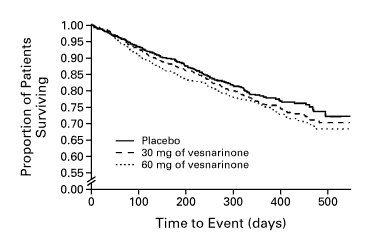 1.00
0.95
0.90
0.85
0.80
0.75
0.70
0.65
0.60
0.55
0.00
Proportion of Patients
Surviving
Placebo
30 mg of vesnarinone
60 mg of vesnarinone
0 100 200 300 400 500
Time to Event (days)